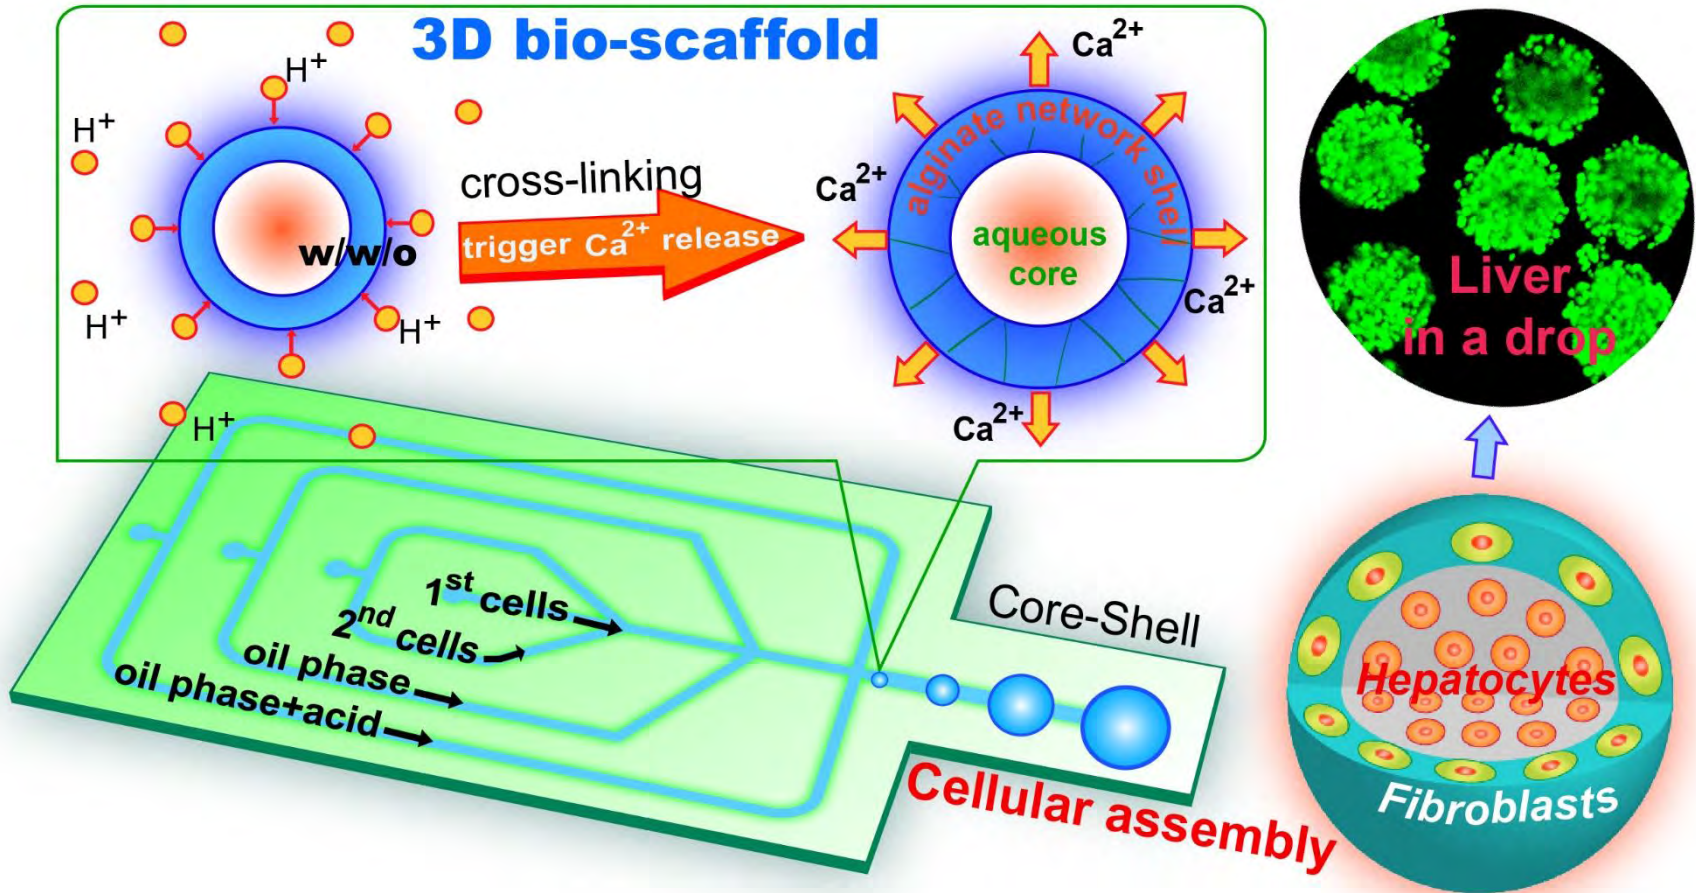 3D bio-scaffold
H⁺
H⁺
H⁺
H⁺
H⁺
w/w/o
cross-linking
trigger Ca²⁺ release
Ca²⁺
Ca²⁺
Ca²⁺
Ca²⁺
alginate network shell
aqueous
core
Liver
in a drop
1ˢᵗ cells
2ⁿᵈ cells
oil phase
oil phase+acid
Core-Shell
Cellular assembly
Hepatocytes
Fibroblasts